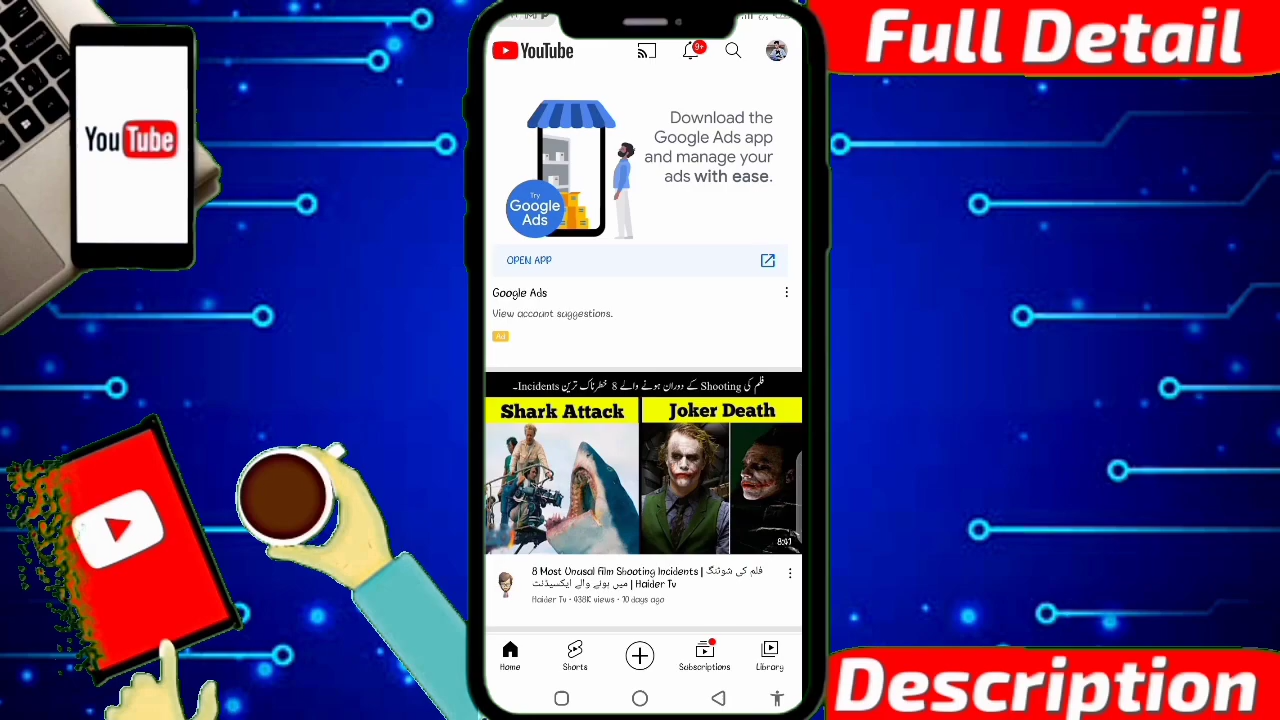 Full Detail
YouTube
9+
YouTube
Download the
Google Ads app
and manage your
ads with ease.
Try
Google
Ads
OPEN APP
Google Ads
View account suggestions.
Ad
فلم کی Shooting کے دوران ہونے والے 8 خطرناک ترین Incidents۔
Shark Attack
Joker Death
8:41
8 Most Unusal Film Shooting Incidents | فلم کی شوٹنگ
میں ہونے والے ایکسیڈنٹ | Haider Tv
Haider Tv · 438K views · 10 days ago
Home
Shorts
Subscriptions
Library
Description